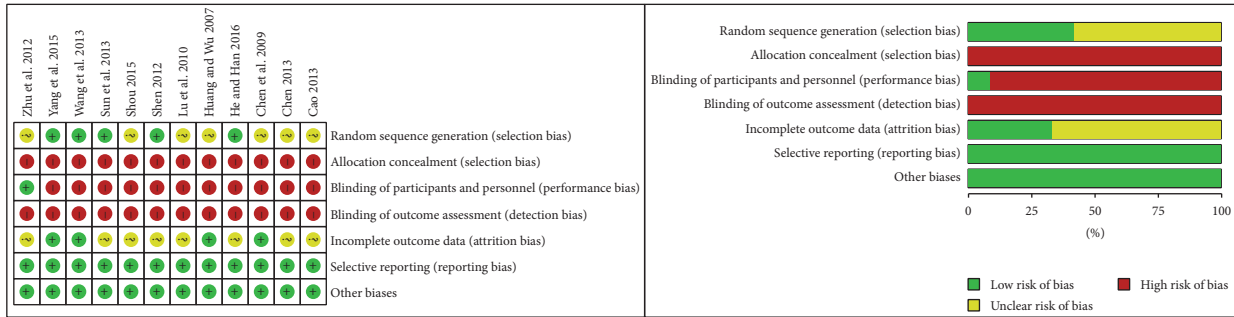 Zhu et al. 2012
Yang et al. 2015
Wang et al. 2013
Sun et al. 2013
Shou 2015
Shen 2012
Lu et al. 2010
Huang and Wu 2007
He and Han 2016
Chen et al. 2009
Chen 2013
Cao 2013
? + + + ? + ? ? + ? ? ? Random sequence generation (selection bias)
– – – – – – – – – – – – Allocation concealment (selection bias)
+ – – – – – – – – – – – Blinding of participants and personnel (performance bias)
– – – – – – – – – – – – Blinding of outcome assessment (detection bias)
? + + ? ? ? ? + ? + ? ? Incomplete outcome data (attrition bias)
+ + + + + + + + + + + + Selective reporting (reporting bias)
+ + + + + + + + + + + + Other biases
Random sequence generation (selection bias)
Allocation concealment (selection bias)
Blinding of participants and personnel (performance bias)
Blinding of outcome assessment (detection bias)
Incomplete outcome data (attrition bias)
Selective reporting (reporting bias)
Other biases
0 25 50 75 100
(%)
Low risk of bias
High risk of bias
Unclear risk of bias